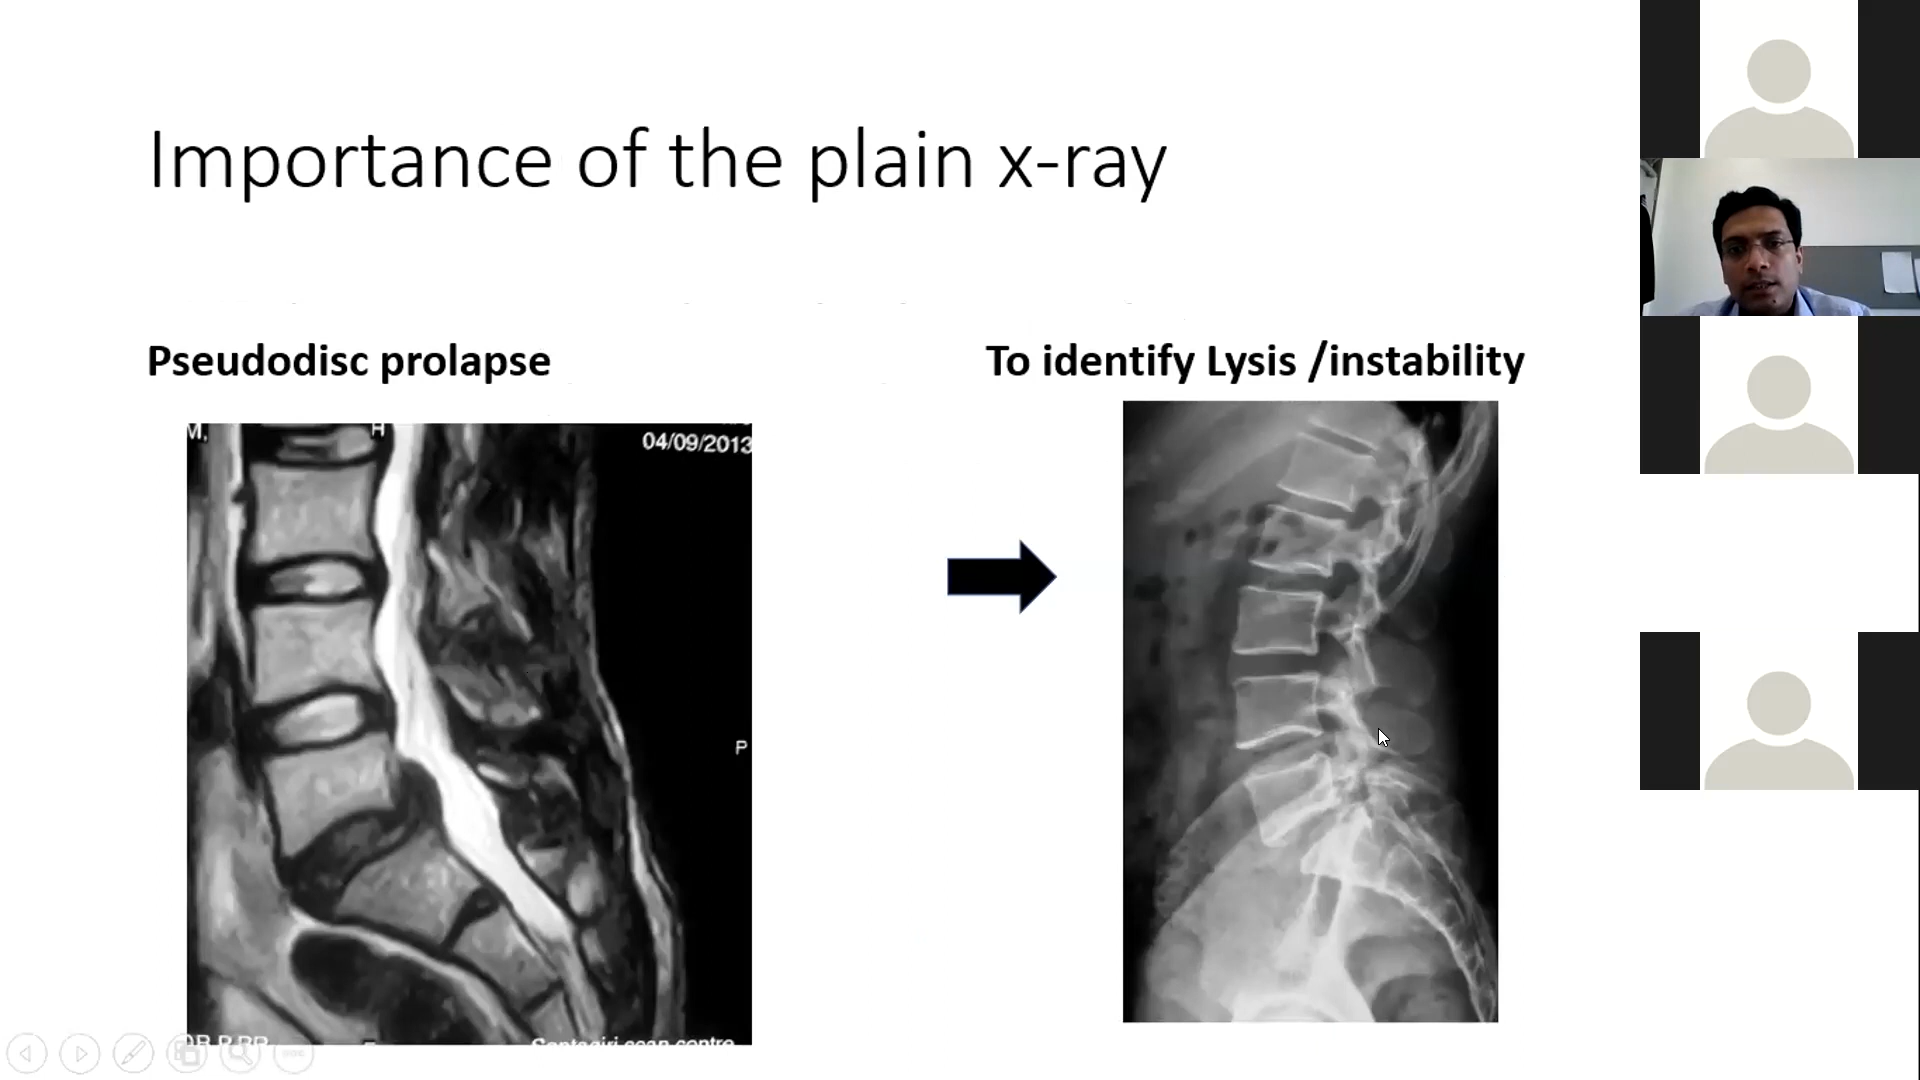 Importance of the plain x-ray
Pseudodisc prolapse
To identify Lysis /instability
M,
H
04/09/2013
P